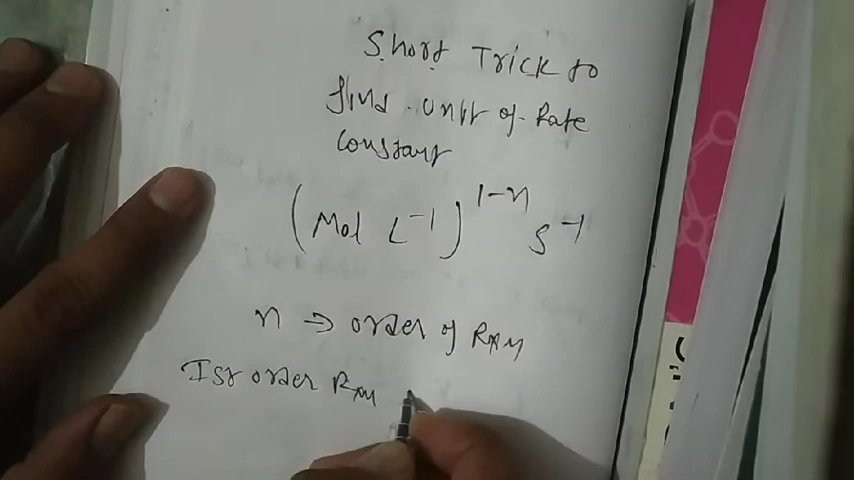 Short Trick to
find unit of Rate
Constant
(Mol L⁻¹)¹⁻ⁿ s⁻¹
n → order of Rxn
Ist order Rxn